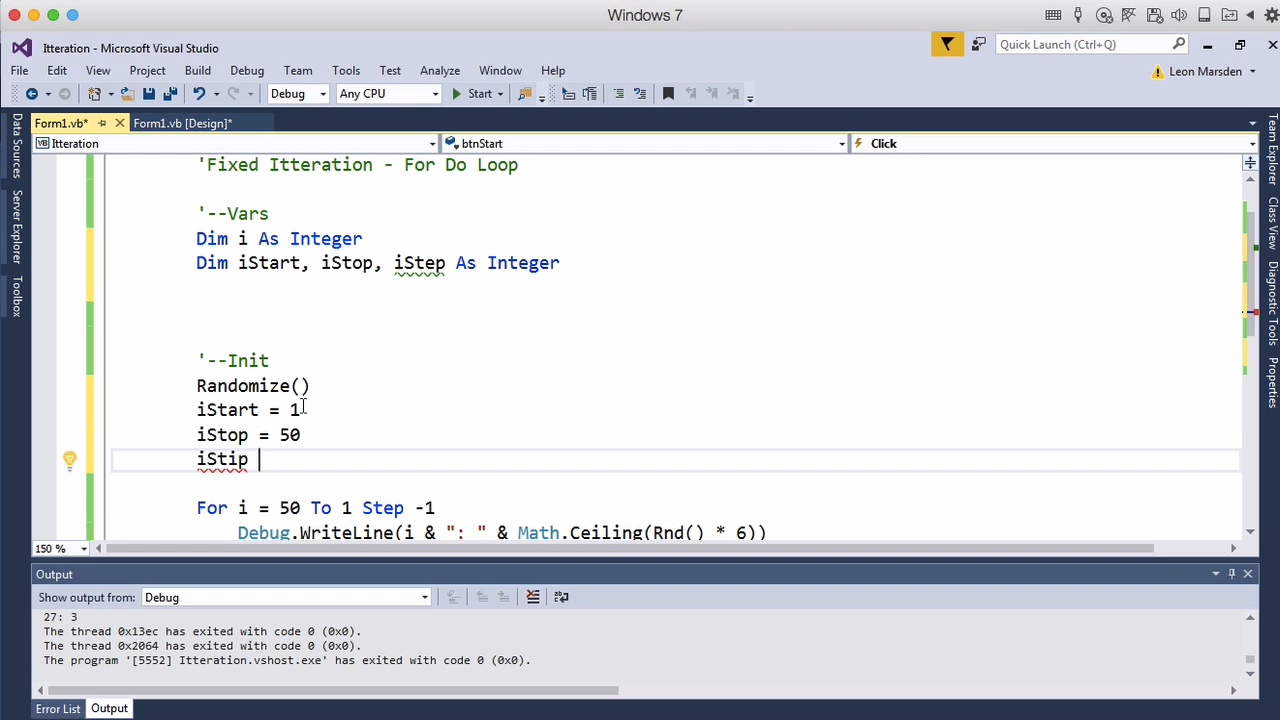 Windows 7
Itteration - Microsoft Visual Studio
Quick Launch (Ctrl+Q)
File Edit View Project Build Debug Team Tools Test Analyze Window Help
Leon Marsden
Debug Any CPU Start
Form1.vb* Form1.vb [Design]*
Itteration btnStart Click
Data Sources
Server Explorer
Toolbox
'Fixed Itteration - For Do Loop
'--Vars
Dim i As Integer
Dim iStart, iStop, iStep As Integer
'--Init
Randomize()
iStart = 1
iStop = 50
iStip
For i = 50 To 1 Step -1
Debug.WriteLine(i & ": " & Math.Ceiling(Rnd() * 6))
Team Explorer
Class View
Diagnostic Tools
Properties
150 %
Output
Show output from: Debug
27: 3
The thread 0x13ec has exited with code 0 (0x0).
The thread 0x2064 has exited with code 0 (0x0).
The program '[5552] Itteration.vshost.exe' has exited with code 0 (0x0).
Error List Output